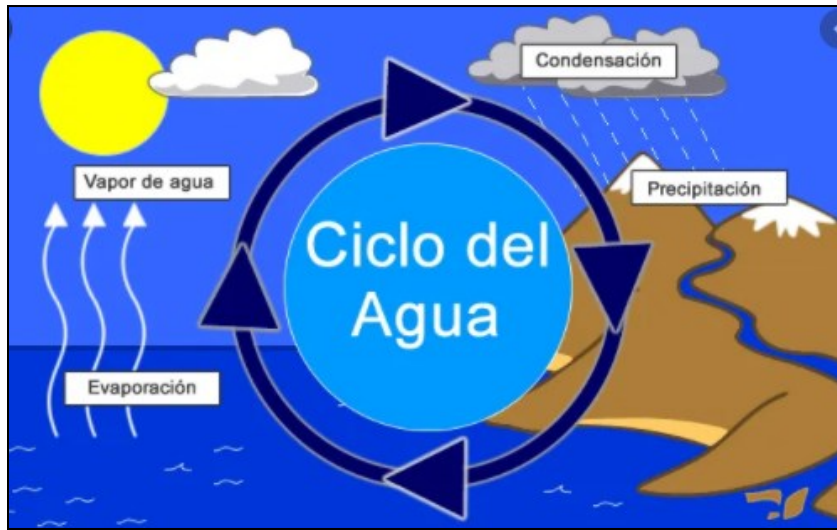 Condensación
Vapor de agua
Precipitación
Ciclo del
Agua
Evaporación